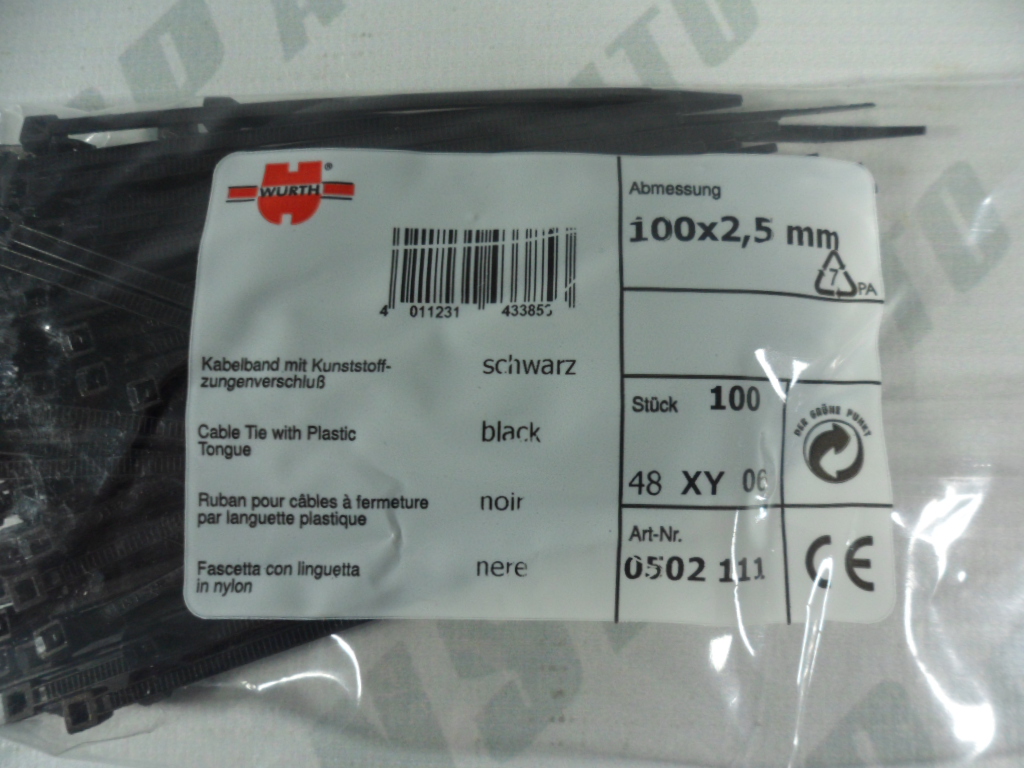 WURTH®
Abmessung
100x2,5 mm
7
PA
4 011231 433855
Kabelband mit Kunststoff-
zungenverschluß
schwarz
Cable Tie with Plastic
Tongue
black
Ruban pour câbles à fermeture
par languette plastique
noir
Fascetta con linguetta
in nylon
nere
Stück 100
48 XY 06
DER GRÜNE PUNKT
Art-Nr.
0502 111
CE